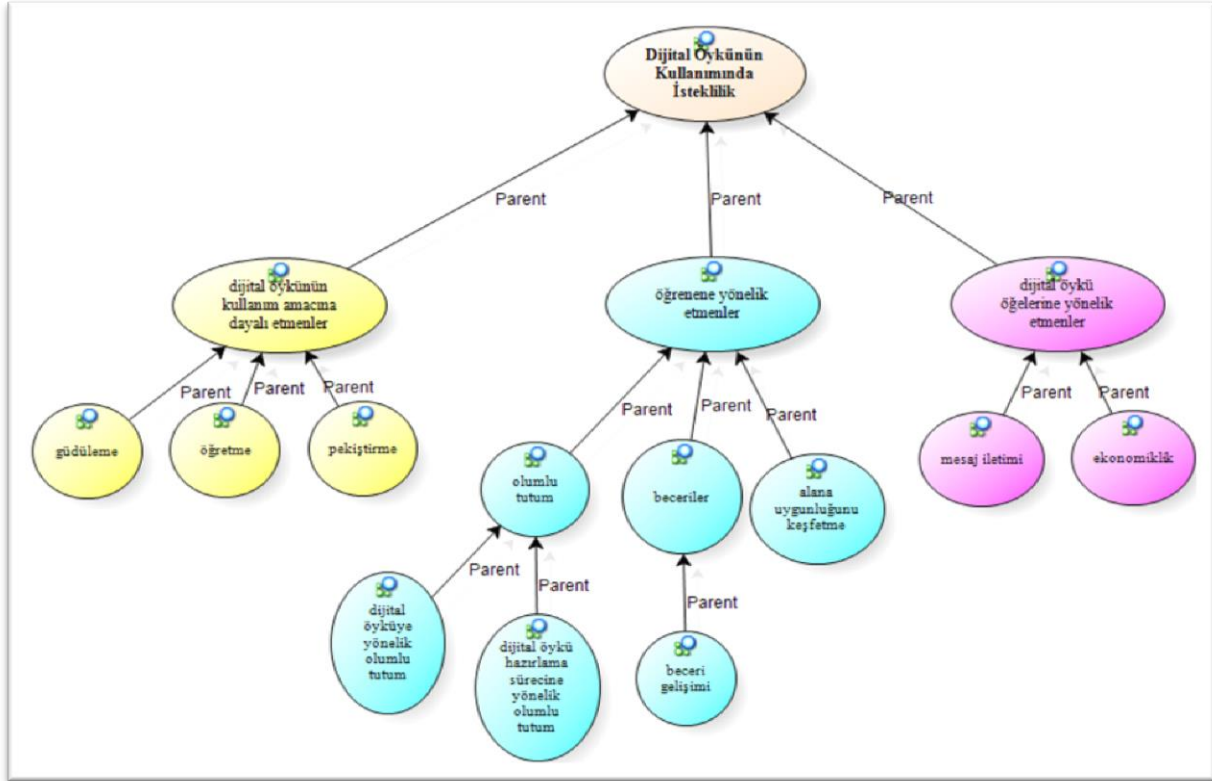 Dijital Öykünün
Kullanımında
İsteklilik
Parent
Parent
Parent
dijital öykünün
kullanım amacına
dayalı etmenler
öğrenene yönelik
etmenler
dijital öykü
öğelerine yönelik
etmenler
Parent
Parent
Parent
Parent
Parent
Parent
Parent
Parent
güdüleme
öğretme
pekiştirme
olumlu
tutum
beceriler
alana
uygunluğunu
keşfetme
mesaj iletimi
ekonomiklik
Parent
Parent
Parent
dijital
öyküye
yönelik
olumlu
tutum
dijital öykü
hazırlama
sürecine
yönelik
olumlu
tutum
beceri
gelişimi